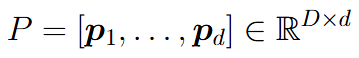 P = [p₁, . . . , p_d] ∈ ℝ^{D×d}